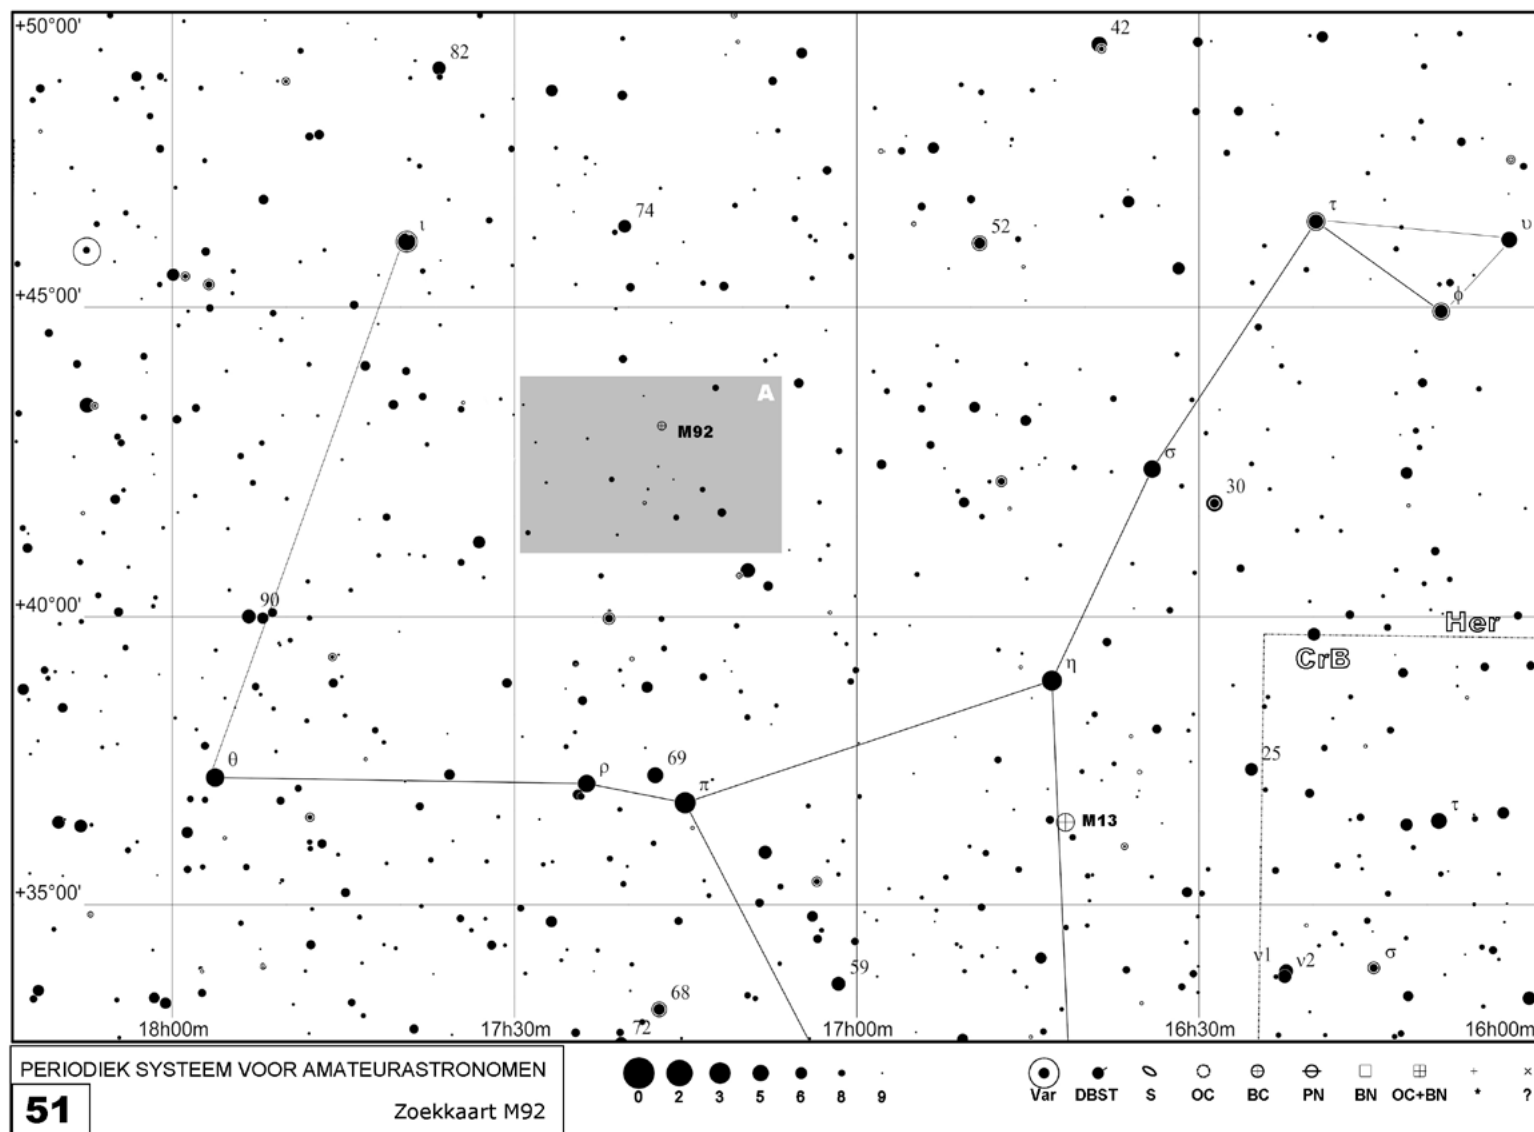 +50°00'
82
42
74
ι
52
τ
υ
+45°00'
ϕ
A
M92
σ
30
+40°00'
90
Her
CrB
η
θ
ρ
69
π
25
M13
τ
+35°00'
ν1
ν2
σ
59
68
72
18h00m
17h30m
17h00m
16h30m
16h00m
PERIODIEK SYSTEEM VOOR AMATEURASTRONOMEN
51
Zoekkaart M92
0
2
3
5
6
8
9
Var
DBST
S
OC
BC
PN
BN
OC+BN
*
?